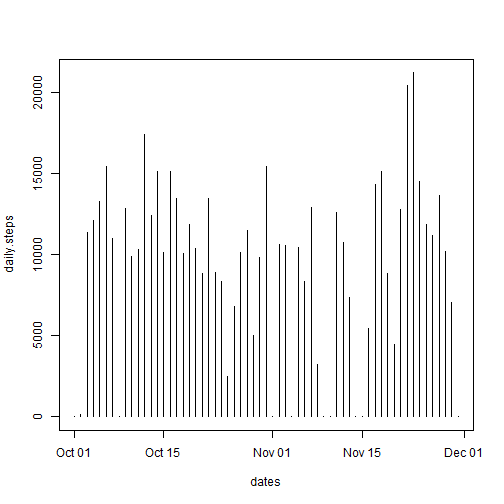 daily.steps
20000
15000
10000
5000
0
Oct 01
Oct 15
Nov 01
Nov 15
Dec 01
dates